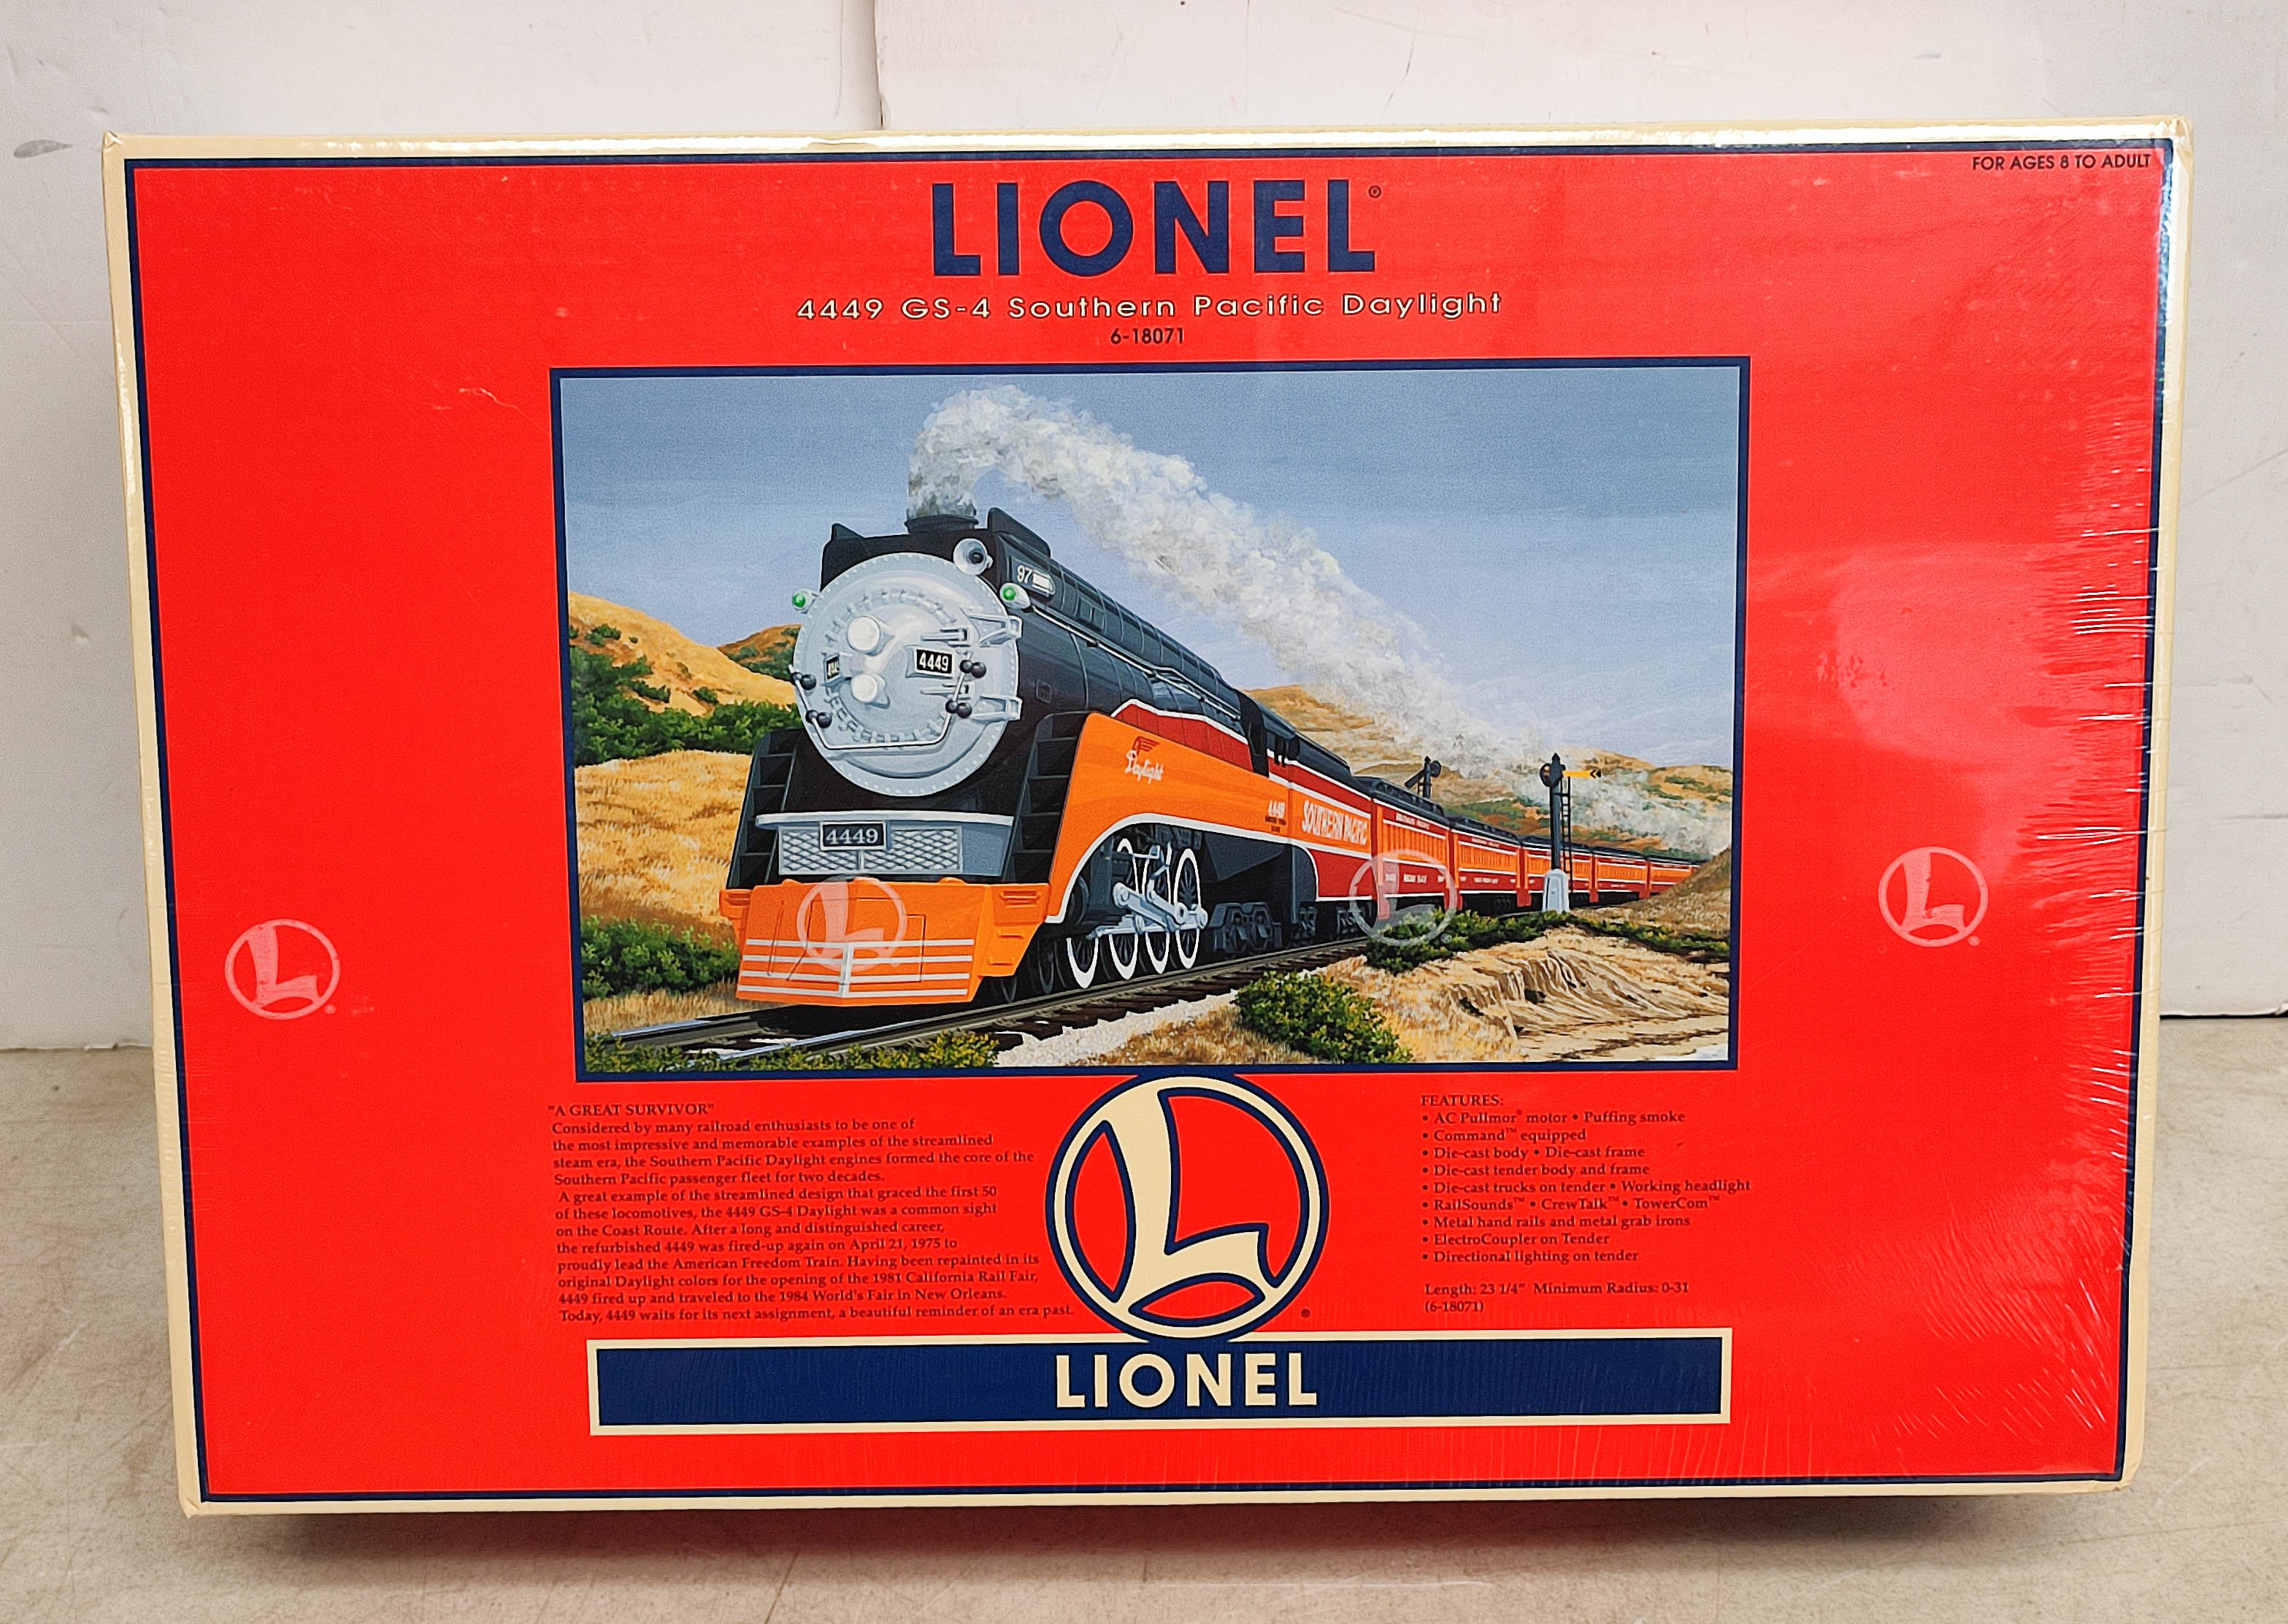 FOR AGES 8 TO ADULT
LIONEL®
4449 GS-4 Southern Pacific Daylight
6-18071
97
4449
Daylight
4449
4449
SOUTHERN PACIFIC
"A GREAT SURVIVOR"
Considered by many railroad enthusiasts to be one of
the most impressive and memorable examples of the streamlined
steam era, the Southern Pacific Daylight engines formed the core of the
Southern Pacific passenger fleet for two decades.
A great example of the streamlined design that graced the first 50
of these locomotives, the 4449 GS-4 Daylight was a common sight
on the Coast Route. After a long and distinguished career,
the refurbished 4449 was fired-up again on April 21, 1975 to
proudly lead the American Freedom Train. Having been repainted in its
original Daylight colors for the opening of the 1981 California Rail Fair,
4449 fired up and traveled to the 1984 World's Fair in New Orleans.
Today, 4449 waits for its next assignment, a beautiful reminder of an era past.
L®
L
L
L®
L®
FEATURES:
• AC Pullmor® motor • Puffing smoke
• Command™ equipped
• Die-cast body • Die-cast frame
• Die-cast tender body and frame
• Die-cast trucks on tender • Working headlight
• RailSounds™ • CrewTalk™ • TowerCom™
• Metal hand rails and metal grab irons
• ElectroCoupler on Tender
• Directional lighting on tender
Length: 23 1/4" Minimum Radius: 0-31
(6-18071)
LIONEL